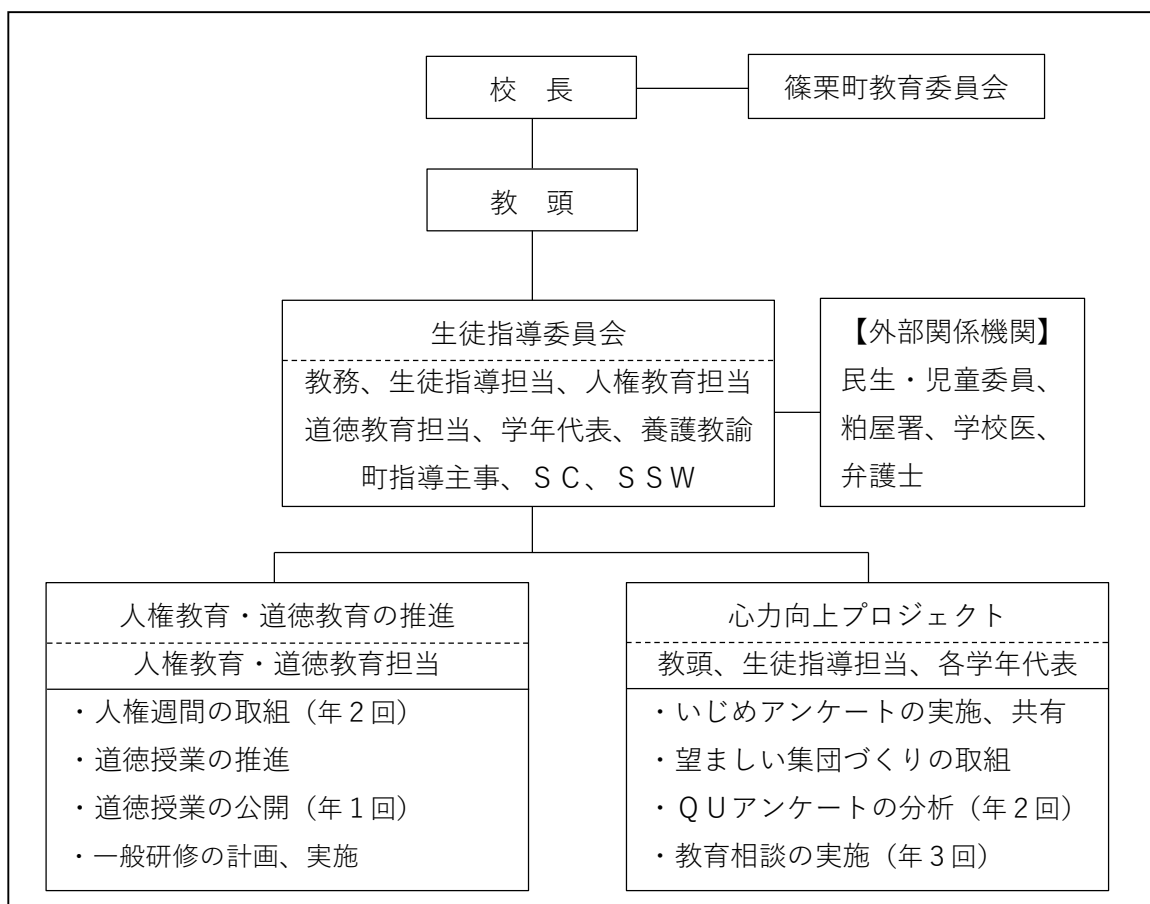 校　長
篠栗町教育委員会
教　頭
生徒指導委員会
教務、生徒指導担当、人権教育担当
道徳教育担当、学年代表、養護教諭
町指導主事、ＳＣ、ＳＳＷ
【外部関係機関】
民生・児童委員、
粕屋署、学校医、
弁護士
人権教育・道徳教育の推進
人権教育・道徳教育担当
・人権週間の取組（年２回）
・道徳授業の推進
・道徳授業の公開（年１回）
・一般研修の計画、実施
心力向上プロジェクト
教頭、生徒指導担当、各学年代表
・いじめアンケートの実施、共有
・望ましい集団づくりの取組
・ＱＵアンケートの分析（年２回）
・教育相談の実施（年３回）